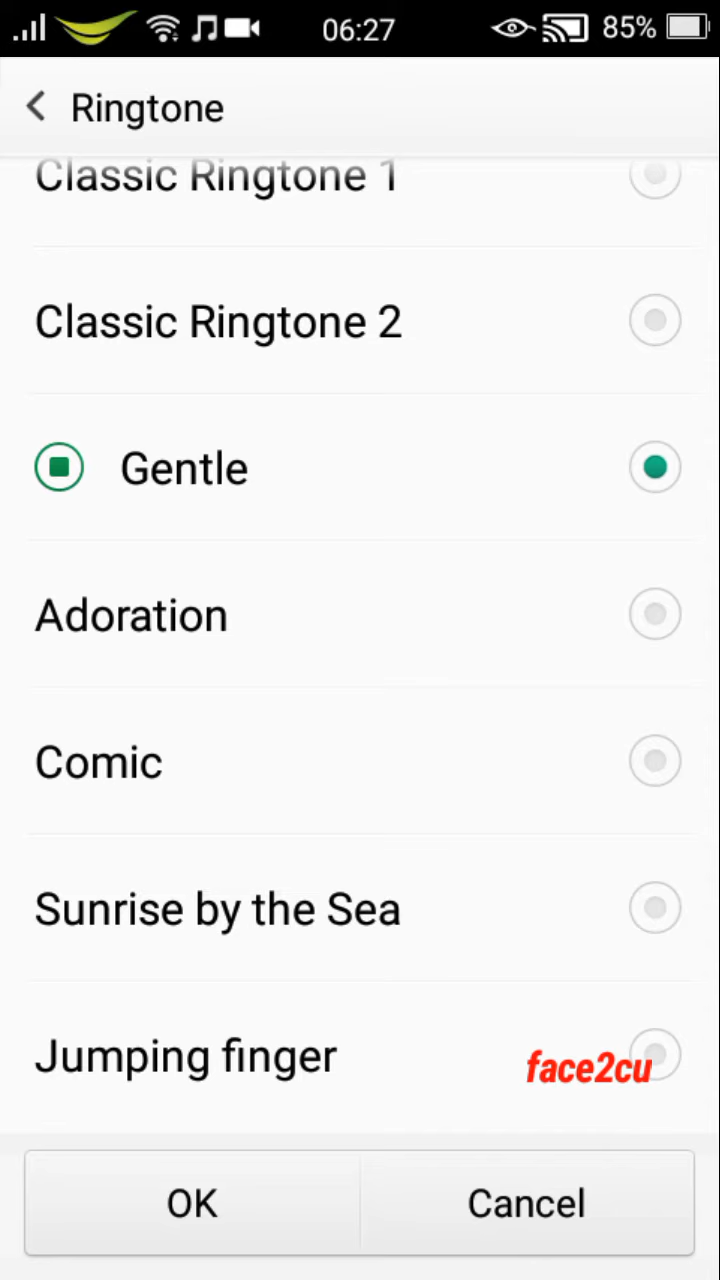 06:27
85%
Ringtone
Classic Ringtone 1
Classic Ringtone 2
Gentle
Adoration
Comic
Sunrise by the Sea
Jumping finger
face2cu
OK
Cancel